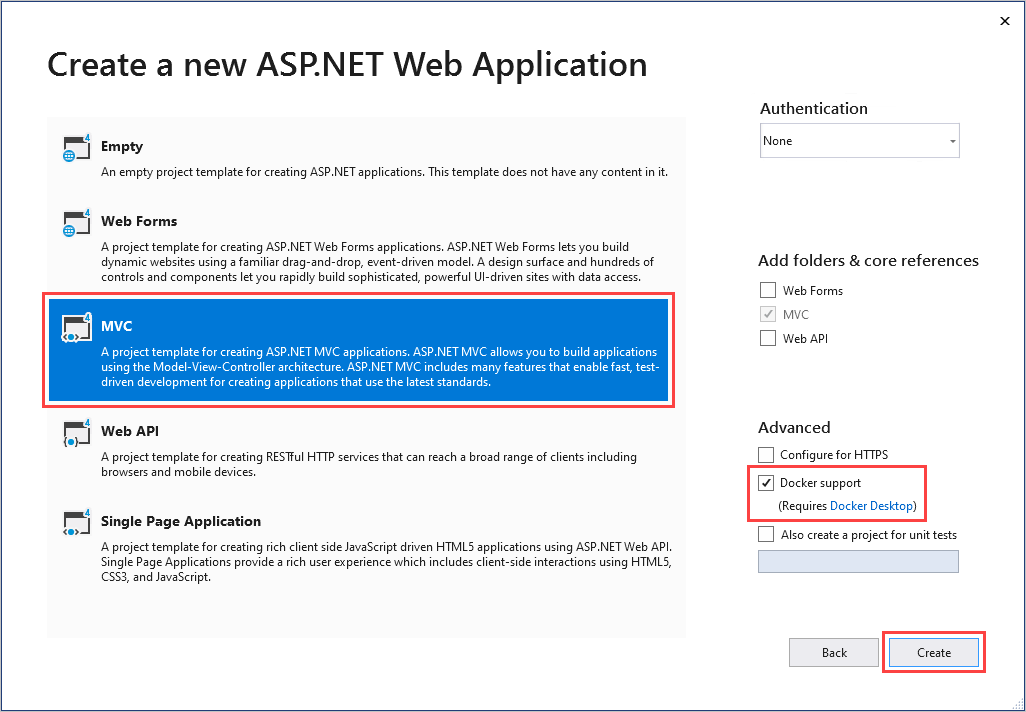 Create a new ASP.NET Web Application
Empty
An empty project template for creating ASP.NET applications. This template does not have any content in it.
Web Forms
A project template for creating ASP.NET Web Forms applications. ASP.NET Web Forms lets you build
dynamic websites using a familiar drag-and-drop, event-driven model. A design surface and hundreds of
controls and components let you rapidly build sophisticated, powerful UI-driven sites with data access.
MVC
A project template for creating ASP.NET MVC applications. ASP.NET MVC allows you to build applications
using the Model-View-Controller architecture. ASP.NET MVC includes many features that enable fast, test-
driven development for creating applications that use the latest standards.
Web API
A project template for creating RESTful HTTP services that can reach a broad range of clients including
browsers and mobile devices.
Single Page Application
A project template for creating rich client side JavaScript driven HTML5 applications using ASP.NET Web API.
Single Page Applications provide a rich user experience which includes client-side interactions using HTML5,
CSS3, and JavaScript.
Authentication
None
Add folders & core references
Web Forms
MVC
Web API
Advanced
Configure for HTTPS
Docker support
(Requires Docker Desktop)
Also create a project for unit tests
Back
Create